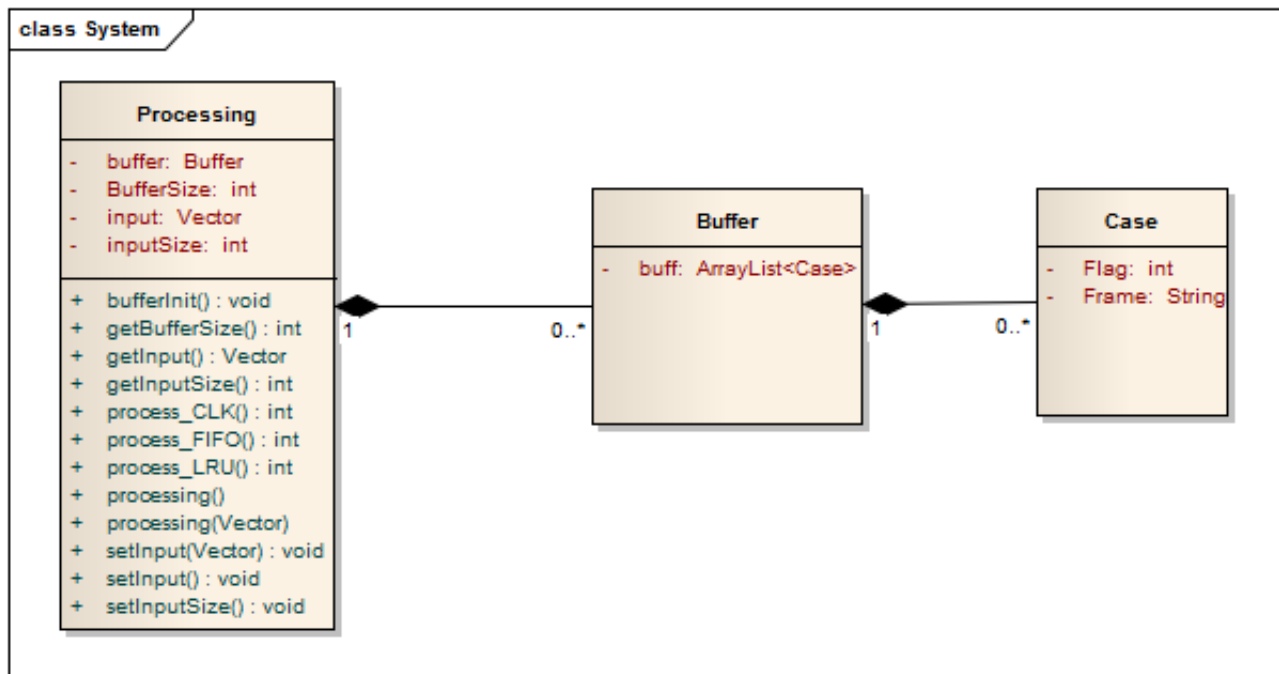 class System
Processing
- buffer: Buffer
- BufferSize: int
- input: Vector
- inputSize: int
+ bufferInit() : void
+ getBufferSize() : int
+ getInput() : Vector
+ getInputSize() : int
+ process_CLK() : int
+ process_FIFO() : int
+ process_LRU() : int
+ processing()
+ processing(Vector)
+ setInput(Vector) : void
+ setInput() : void
+ setInputSize() : void
1
0..*
Buffer
- buff: ArrayList<Case>
1
0..*
Case
- Flag: int
- Frame: String